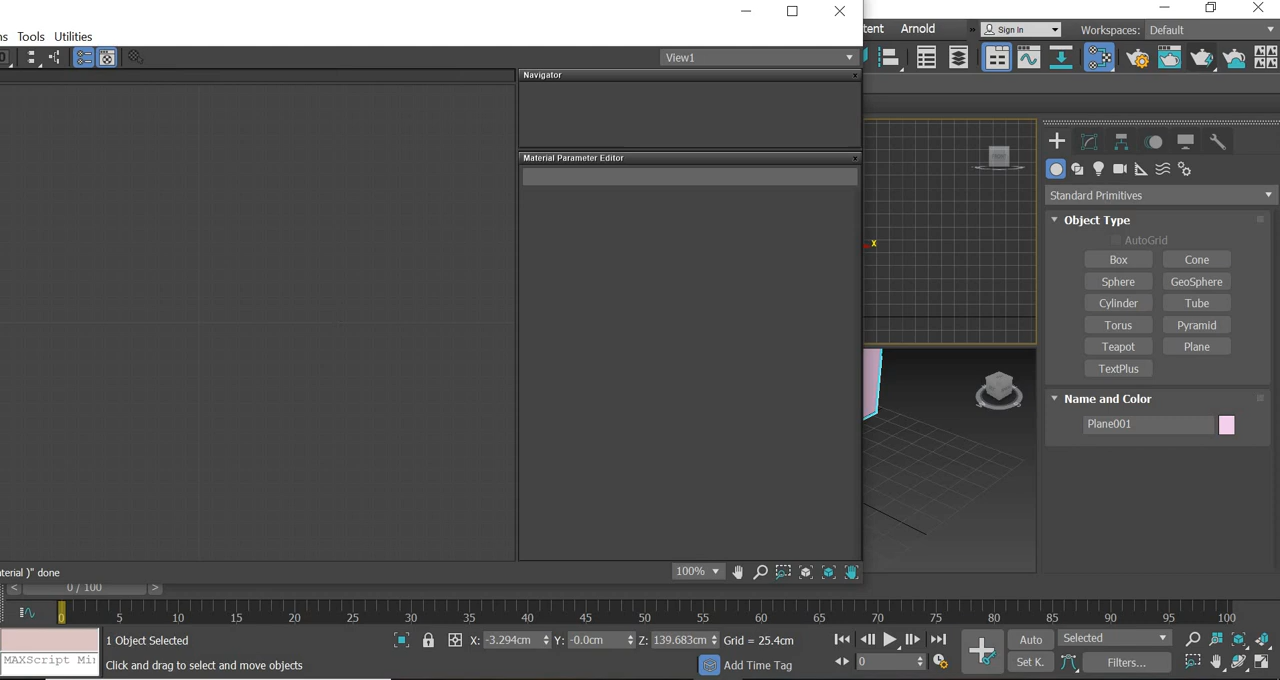 ns Tools Utilities
tent Arnold » Sign In Workspaces: Default
View1
Navigator
Material Parameter Editor
x
Standard Primitives
Object Type
AutoGrid
Box Cone
Sphere GeoSphere
Cylinder Tube
Torus Pyramid
Teapot Plane
TextPlus
Name and Color
Plane001
100%
aterial )" done
< 0 / 100 >
0 5 10 15 20 25 30 35 40 45 50 55 60 65 70 75 80 85 90 95 100
1 Object Selected X: -3.294cm Y: -0.0cm Z: 139.683cm Grid = 25.4cm Auto Selected
MAXScript Mi: Click and drag to select and move objects Add Time Tag 0 Set K. Filters...